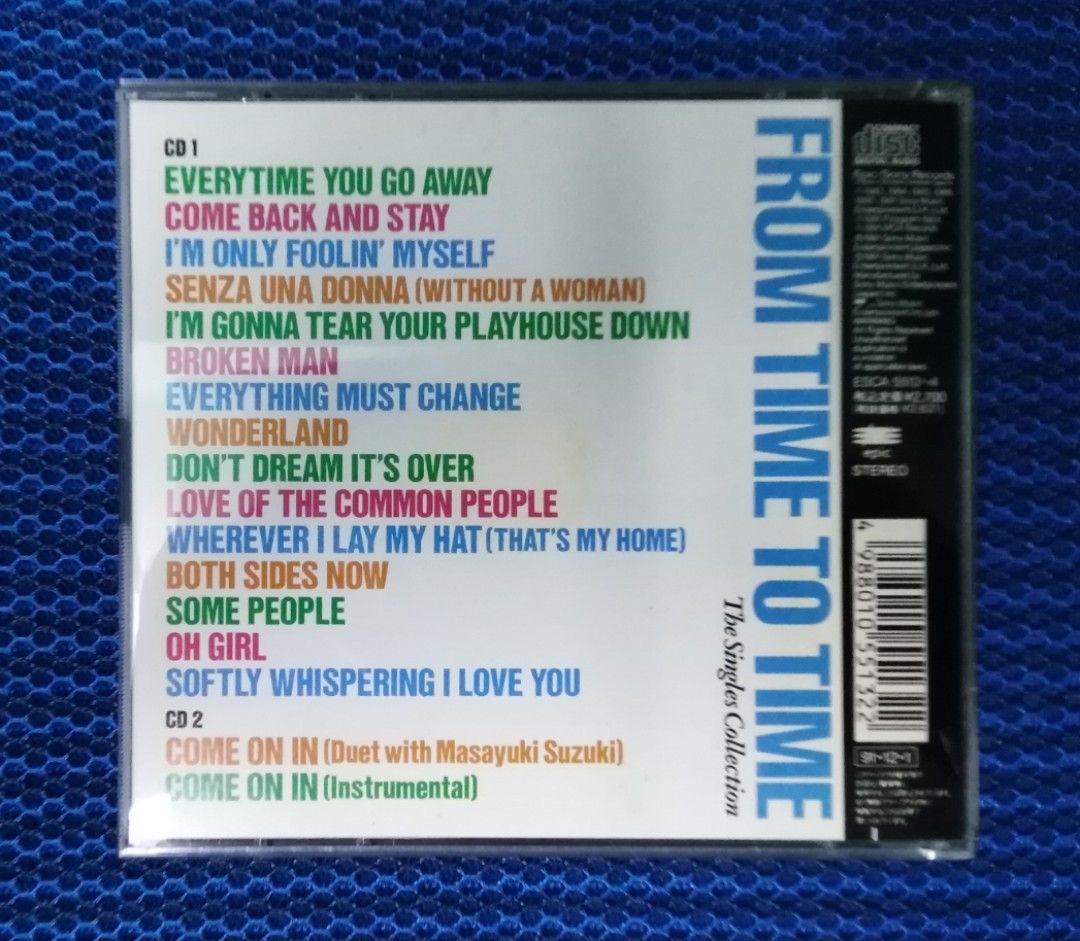 CD 1
EVERYTIME YOU GO AWAY
COME BACK AND STAY
I'M ONLY FOOLIN' MYSELF
SENZA UNA DONNA (WITHOUT A WOMAN)
I'M GONNA TEAR YOUR PLAYHOUSE DOWN
BROKEN MAN
EVERYTHING MUST CHANGE
WONDERLAND
DON'T DREAM IT'S OVER
LOVE OF THE COMMON PEOPLE
WHEREVER I LAY MY HAT (THAT'S MY HOME)
BOTH SIDES NOW
SOME PEOPLE
OH GIRL
SOFTLY WHISPERING I LOVE YOU
CD 2
COME ON IN (Duet with Masayuki Suzuki)
COME ON IN (Instrumental)
FROM TIME TO TIME
The Singles Collection
COMPACT
disc
DIGITAL AUDIO
Epic/Sony Records
epic
STEREO
4 988010 551322